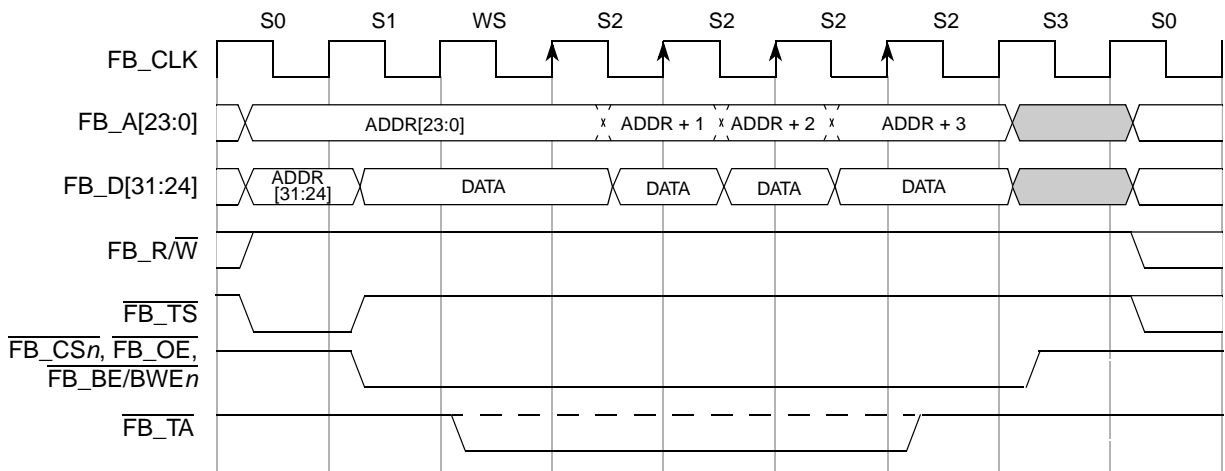 S0 S1 WS S2 S2 S2 S2 S3 S0
FB_CLK
FB_A[23:0] ADDR[23:0] ADDR + 1 ADDR + 2 ADDR + 3
FB_D[31:24] ADDR [31:24] DATA DATA DATA DATA
FB_R/W
FB_TS
FB_CSn, FB_OE,
FB_BE/BWEn
FB_TA